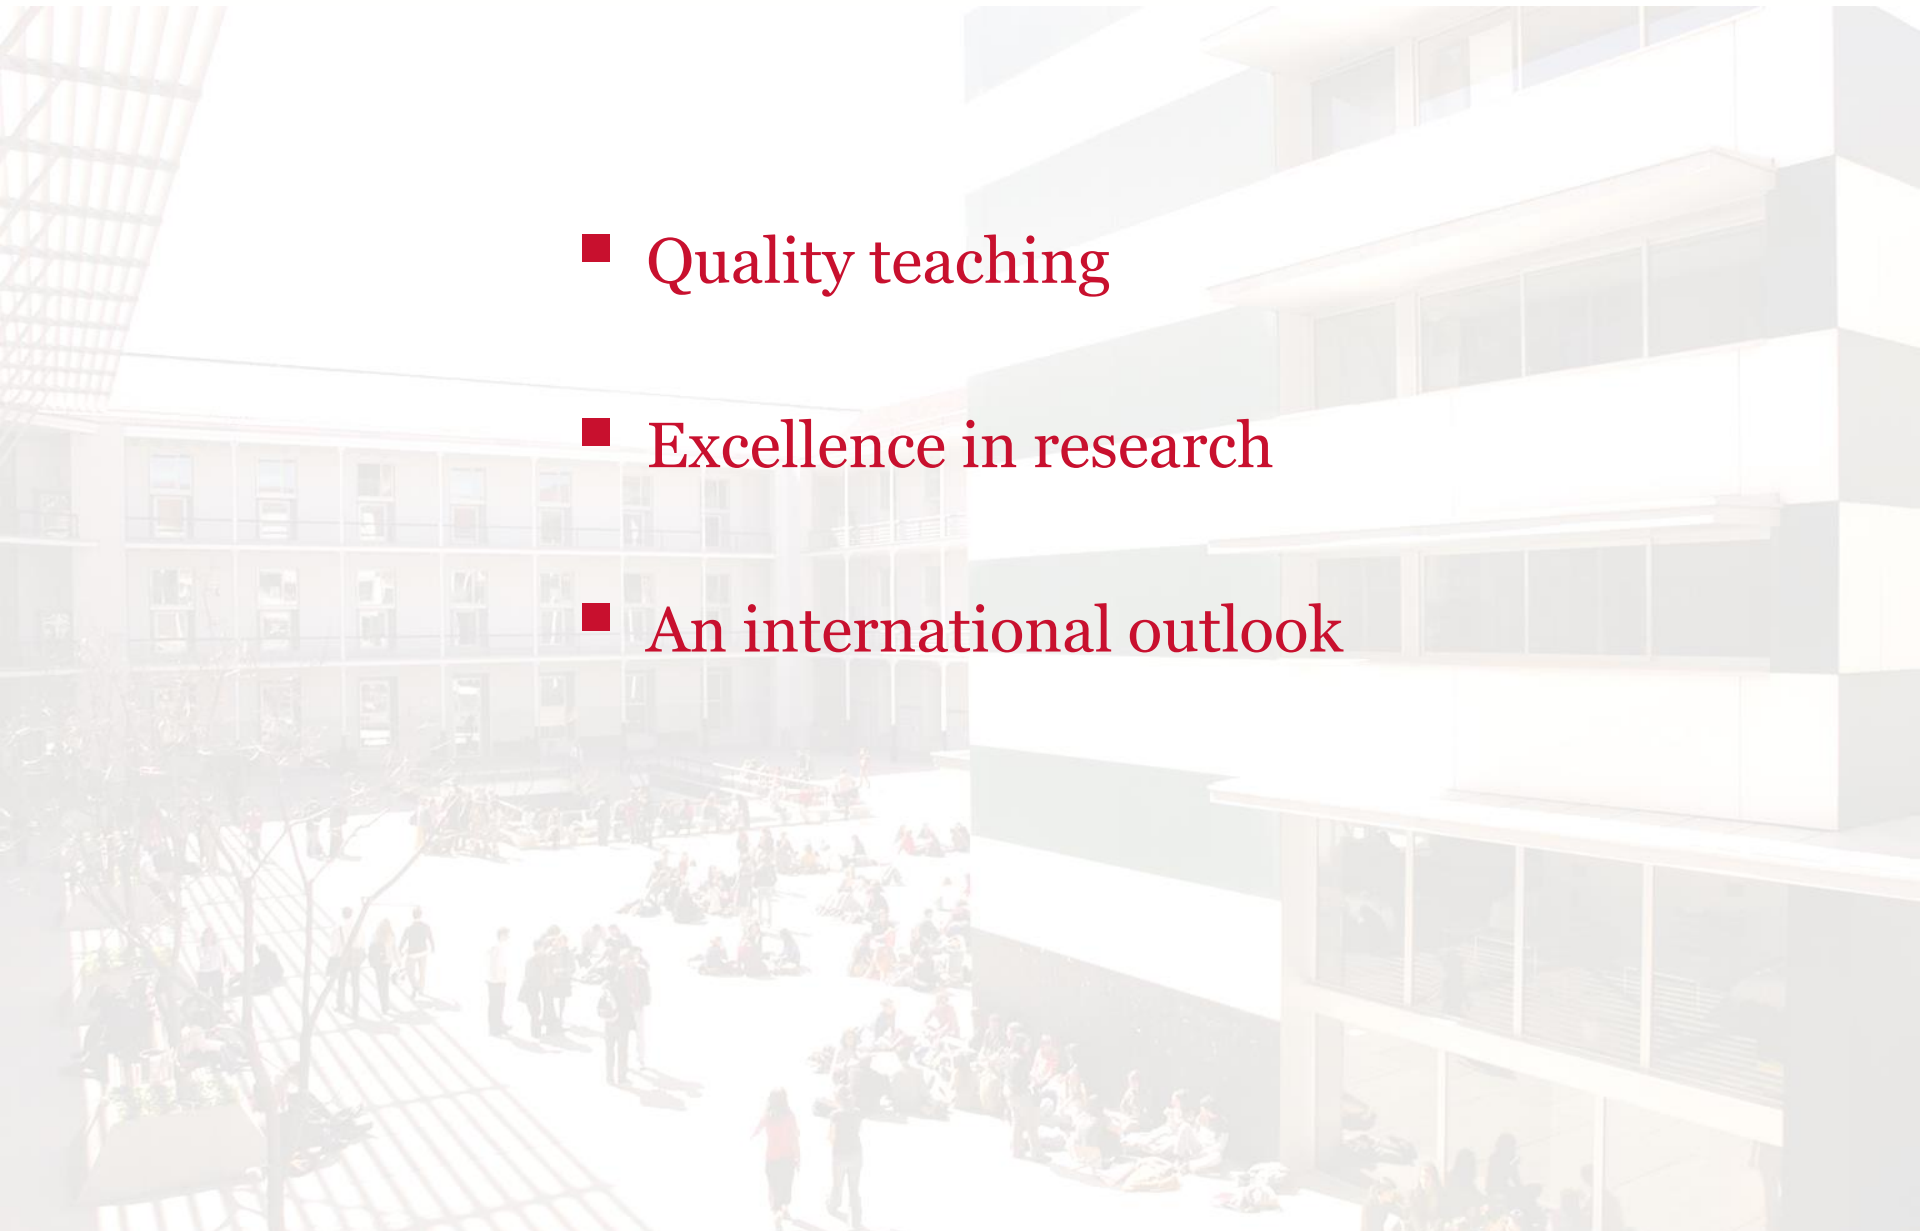 ▪ Quality teaching
▪ Excellence in research
▪ An international outlook